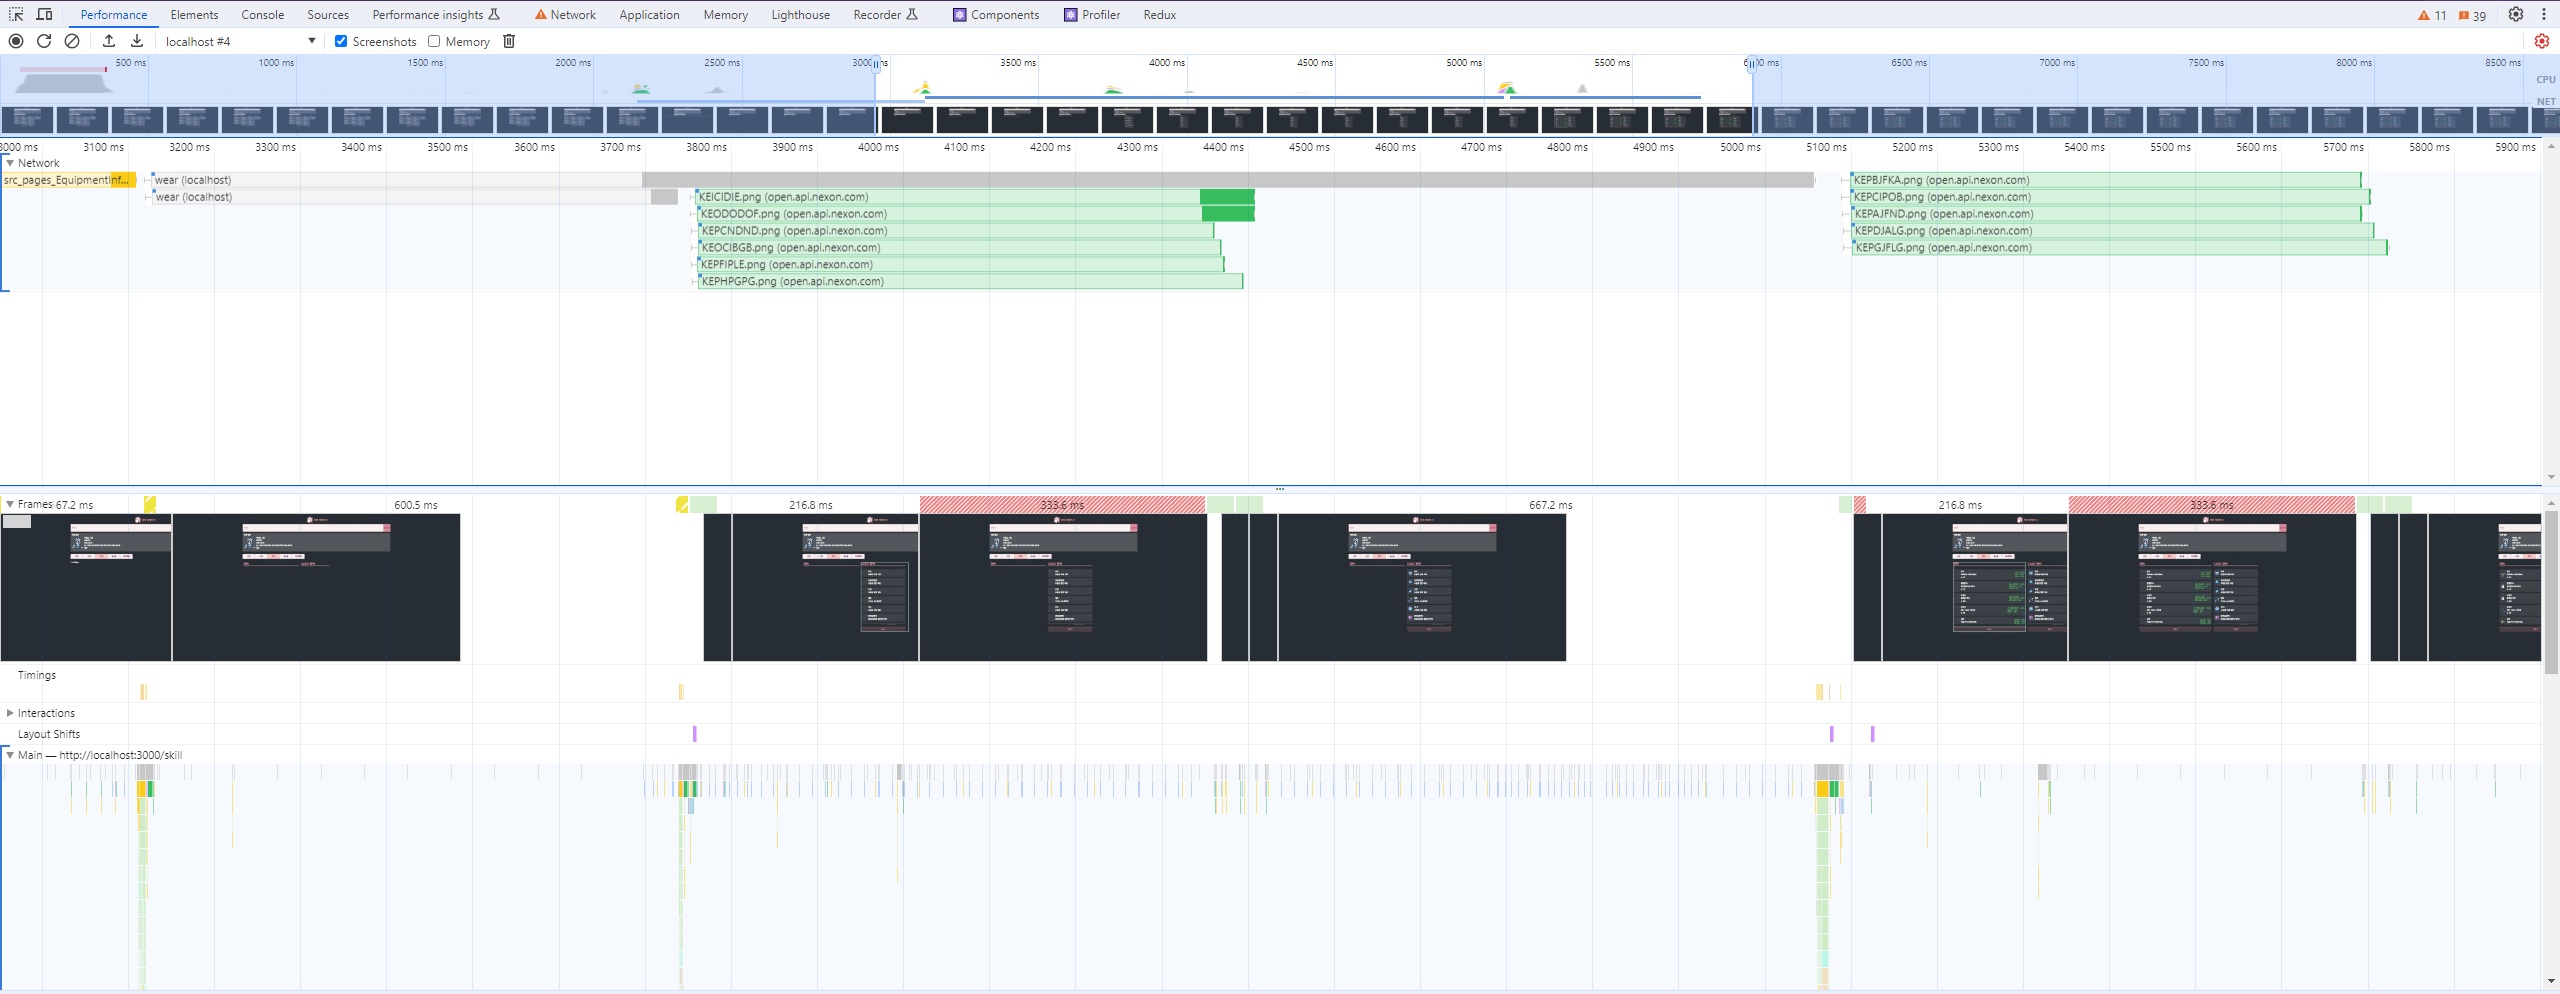 Performance Elements Console Sources Performance insights Network Application Memory Lighthouse Recorder Components Profiler Redux 11 39
localhost #4 Screenshots Memory
500 ms 1000 ms 1500 ms 2000 ms 2500 ms 3000 ms 3500 ms 4000 ms 4500 ms 5000 ms 5500 ms 6500 ms 7000 ms 7500 ms 8000 ms 8500 ms
CPU
NET
3000 ms 3100 ms 3200 ms 3300 ms 3400 ms 3500 ms 3600 ms 3700 ms 3800 ms 3900 ms 4000 ms 4100 ms 4200 ms 4300 ms 4400 ms 4500 ms 4600 ms 4700 ms 4800 ms 4900 ms 5000 ms 5100 ms 5200 ms 5300 ms 5400 ms 5500 ms 5600 ms 5700 ms 5800 ms 5900 ms
Network
src_pages_EquipmentInf... wear (localhost) KEPBJFKA.png (open.api.nexon.com)
wear (localhost) KEICIDIE.png (open.api.nexon.com) KEPCIPOB.png (open.api.nexon.com)
KEODODOF.png (open.api.nexon.com) KEPAJFND.png (open.api.nexon.com)
KEPCNDND.png (open.api.nexon.com) KEPDJALG.png (open.api.nexon.com)
KEOCIBGB.png (open.api.nexon.com) KEPGJFLG.png (open.api.nexon.com)
KEPFIPLE.png (open.api.nexon.com)
KEPHPGPG.png (open.api.nexon.com)
Frames 67.2 ms 600.5 ms 216.8 ms 333.6 ms 667.2 ms 216.8 ms 333.6 ms
Timings
Interactions
Layout Shifts
Main — http://localhost:3000/skill